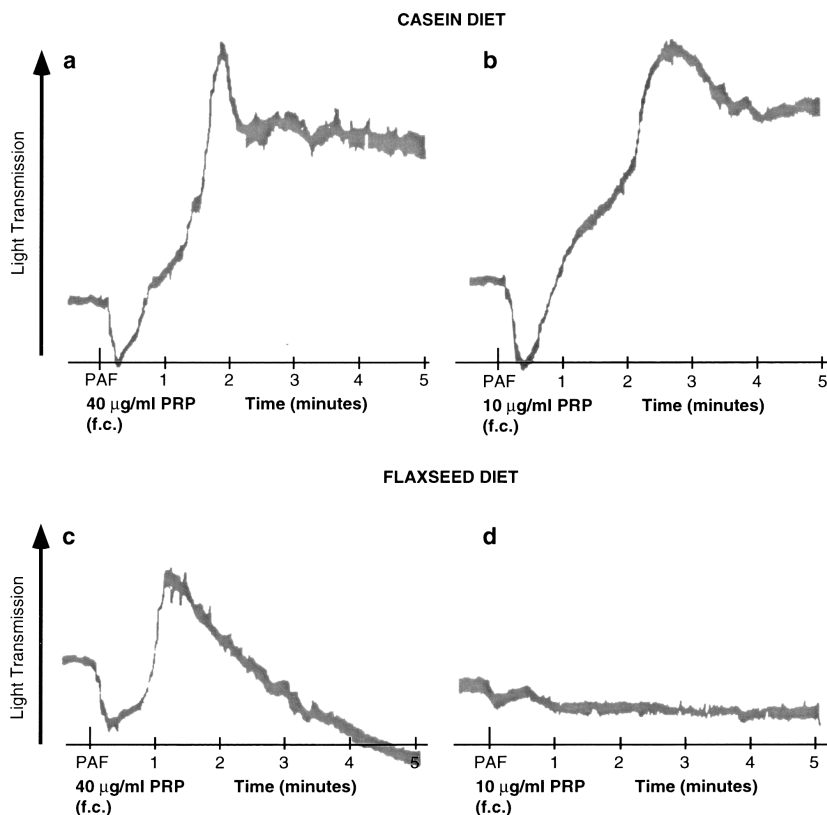 CASEIN DIET
a
b
Light Transmission
PAF 1 2 3 4 5
40 μg/ml PRP Time (minutes)
(f.c.)
PAF 1 2 3 4 5
10 μg/ml PRP Time (minutes)
(f.c.)
FLAXSEED DIET
c
d
Light Transmission
PAF 1 2 3 4 5
40 μg/ml PRP Time (minutes)
(f.c.)
PAF 1 2 3 4 5
10 μg/ml PRP Time (minutes)
(f.c.)